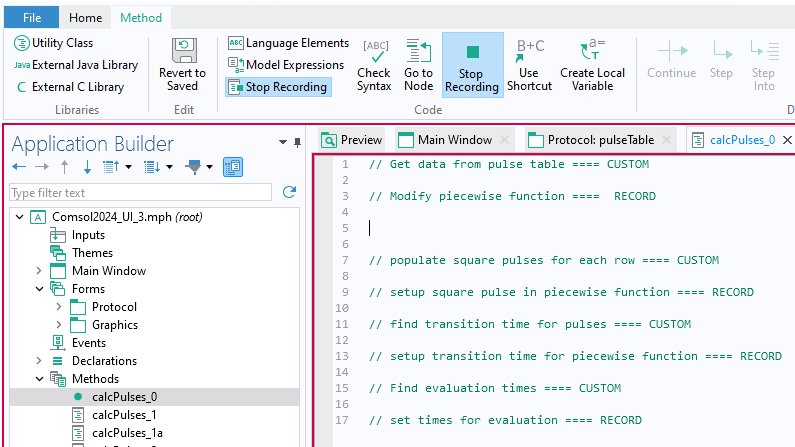 File Home Method
Utility Class
Java External Java Library
C External C Library
Libraries
Revert to Saved
Edit
ABC Language Elements
Model Expressions
Stop Recording
[ABC] Check Syntax
Go to Node
Stop Recording
B+C Use Shortcut
a= T Create Local Variable
Code
Continue
Step
Step Into
D
Application Builder
Type filter text
A Comsol2024_UI_3.mph (root)
Inputs
Themes
Main Window
Forms
Protocol
Graphics
Events
Declarations
Methods
calcPulses_0
calcPulses_1
calcPulses_1a
Preview Main Window Protocol: pulseTable calcPulses_0
1 // Get data from pulse table ==== CUSTOM
2
3 // Modify piecewise function ====  RECORD
4
5
6
7 // populate square pulses for each row ==== CUSTOM
8
9 // setup square pulse in piecewise function ==== RECORD
10
11 // find transition time for pulses ==== CUSTOM
12
13 // setup transition time for piecewise function ==== RECORD
14
15 // Find evaluation times ==== CUSTOM
16
17 // set times for evaluation ==== RECORD